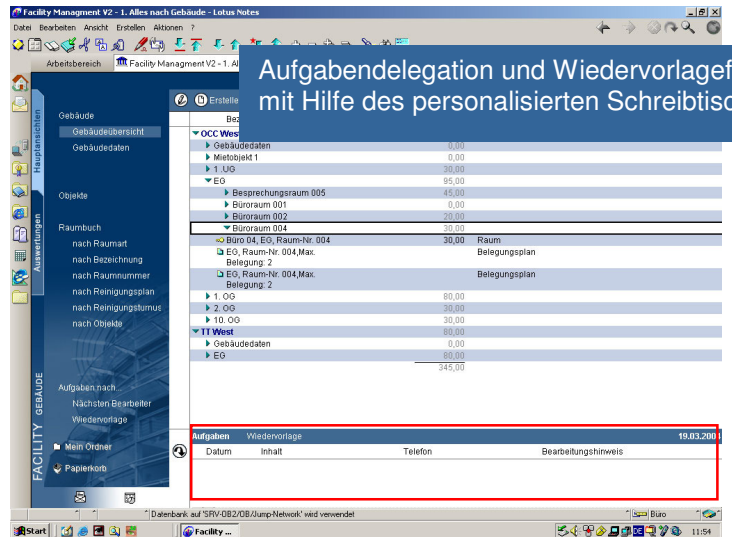 Facility Managment V2 - 1. Alles nach Gebäude - Lotus Notes
Datei Bearbeiten Ansicht Erstellen Aktionen ?
Arbeitsbereich Facility Managment V2 - 1. Al
Aufgabendelegation und Wiedervorlagef
mit Hilfe des personalisierten Schreibtisc
Erstelle
Bez
Hauptansichten
Auswertungen
FACILITY GEBÄUDE
Gebäude
Gebäudeübersicht
Gebäudedaten
Objekte
Raumbuch
nach Raumart
nach Bezeichnung
nach Raumnummer
nach Reinigungsplan
nach Reinigungsturnus
nach Objekte
Aufgaben nach...
Nächsten Bearbeiter
Wiedervorlage
Mein Ordner
Papierkorb
OCC West
Gebäudedaten 0,00
Mietobjekt 1 0,00
1 .UG 30,00
EG 95,00
Besprechungsraum 005 45,00
Büroraum 001 0,00
Büroraum 002 20,00
Büroraum 004 30,00
Büro 04, EG, Raum-Nr. 004 30,00 Raum
EG, Raum-Nr. 004,Max. Belegungsplan
Belegung: 2
EG, Raum-Nr. 004,Max. Belegungsplan
Belegung: 2
1. OG 80,00
2. OG 30,00
10. OG 30,00
TT West 80,00
Gebäudedaten 0,00
EG 80,00
345,00
Aufgaben Wiedervorlage 19.03.2004
Datum Inhalt Telefon Bearbeitungshinweis
Datenbank auf 'SRV-OB2/OB/Jump-Network' wird verwendet
Büro
Start Facility ... 11:54